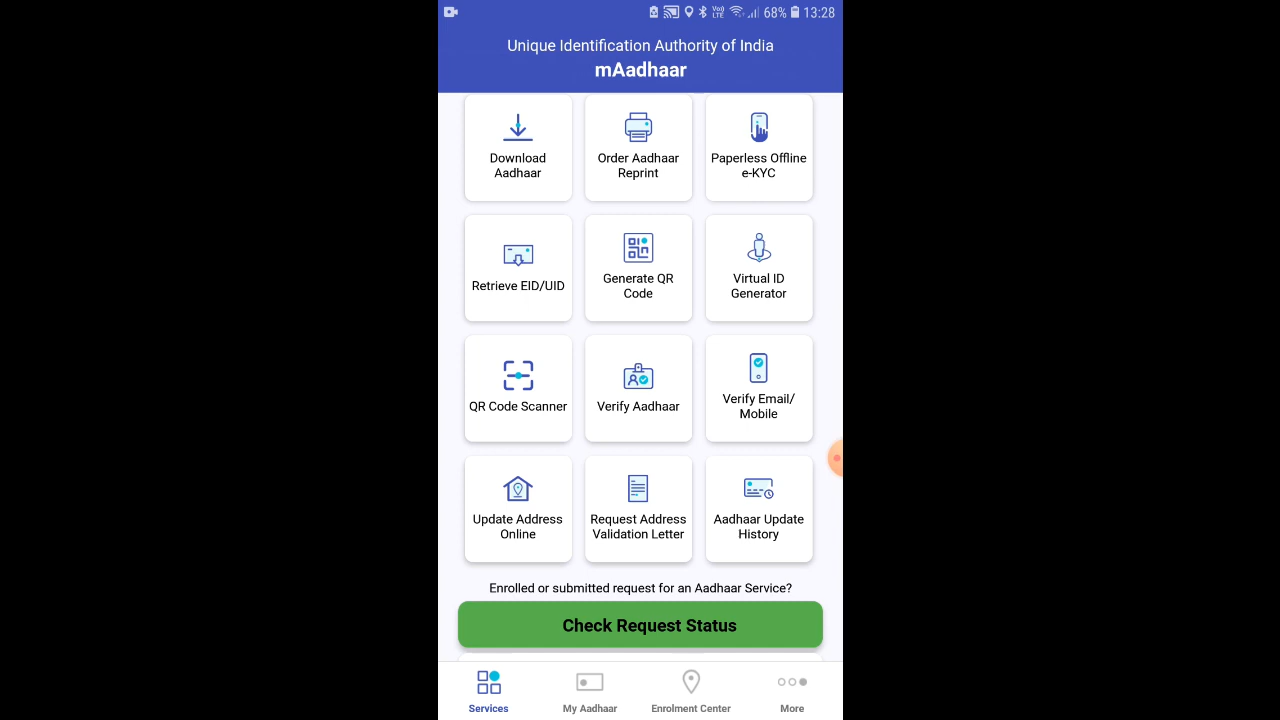 68% 13:28
Unique Identification Authority of India
mAadhaar
Download
Aadhaar
Order Aadhaar
Reprint
Paperless Offline
e-KYC
Retrieve EID/UID
Generate QR
Code
Virtual ID
Generator
QR Code Scanner
Verify Aadhaar
Verify Email/
Mobile
Update Address
Online
Request Address
Validation Letter
Aadhaar Update
History
Enrolled or submitted request for an Aadhaar Service?
Check Request Status
Services
My Aadhaar
Enrolment Center
More